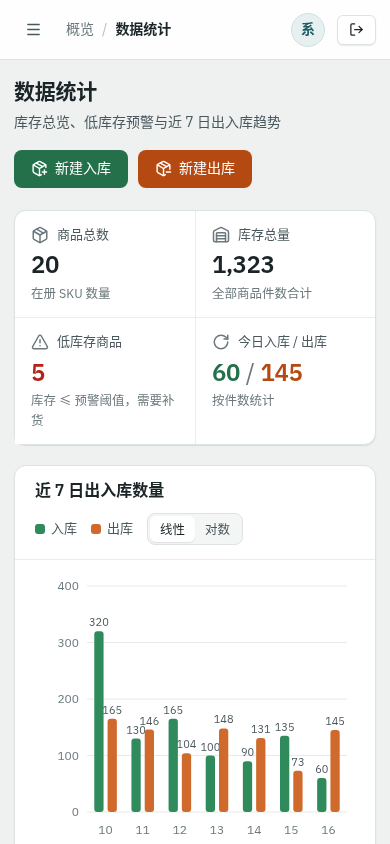 概览 / 数据统计
系
数据统计
库存总览、低库存预警与近 7 日出入库趋势
新建入库
新建出库
商品总数
20
在册 SKU 数量
库存总量
1,323
全部商品件数合计
低库存商品
5
库存 ≤ 预警阈值，需要补
货
今日入库 / 出库
60 / 145
按件数统计
近 7 日出入库数量
入库
出库
线性
对数
400
300
200
100
0
320
165
130
146
165
104
100
148
90
131
135
73
60
145
10
11
12
13
14
15
16